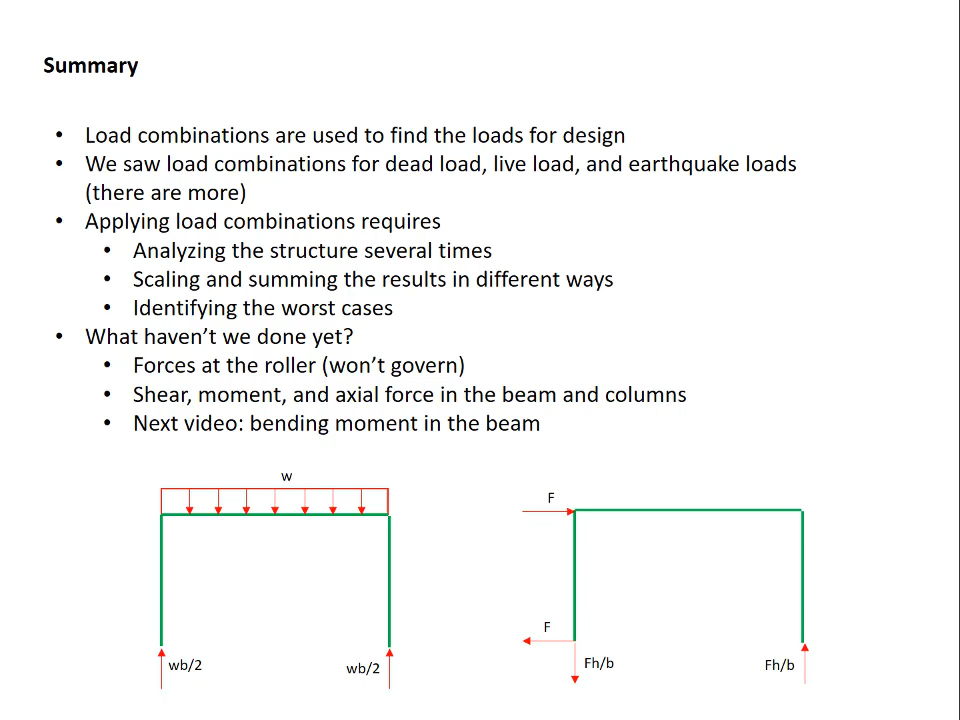 Summary
• Load combinations are used to find the loads for design
• We saw load combinations for dead load, live load, and earthquake loads
(there are more)
• Applying load combinations requires
• Analyzing the structure several times
• Scaling and summing the results in different ways
• Identifying the worst cases
• What haven't we done yet?
• Forces at the roller (won't govern)
• Shear, moment, and axial force in the beam and columns
• Next video: bending moment in the beam
w
wb/2
wb/2
F
F
Fh/b
Fh/b